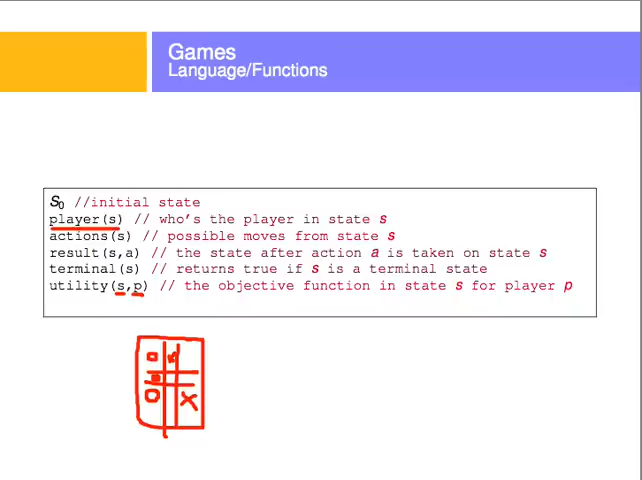 Games
Language/Functions
S0 //initial state
player(s) // who's the player in state s
actions(s) // possible moves from state s
result(s,a) // the state after action a is taken on state s
terminal(s) // returns true if s is a terminal state
utility(s,p) // the objective function in state s for player p
O
O X